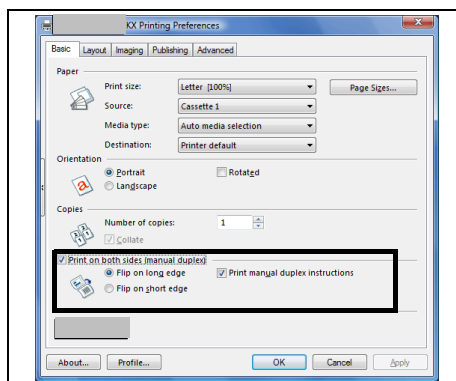 KX Printing Preferences
Basic Layout Imaging Publishing Advanced
Paper
Print size: Letter [100%] Page Sizes...
Source: Cassette 1
Media type: Auto media selection
Destination: Printer default
Orientation
Portrait Rotated
Landscape
Copies
Number of copies: 1
Collate
Print on both sides (manual duplex)
Flip on long edge Print manual duplex instructions
Flip on short edge
About... Profile... OK Cancel Apply